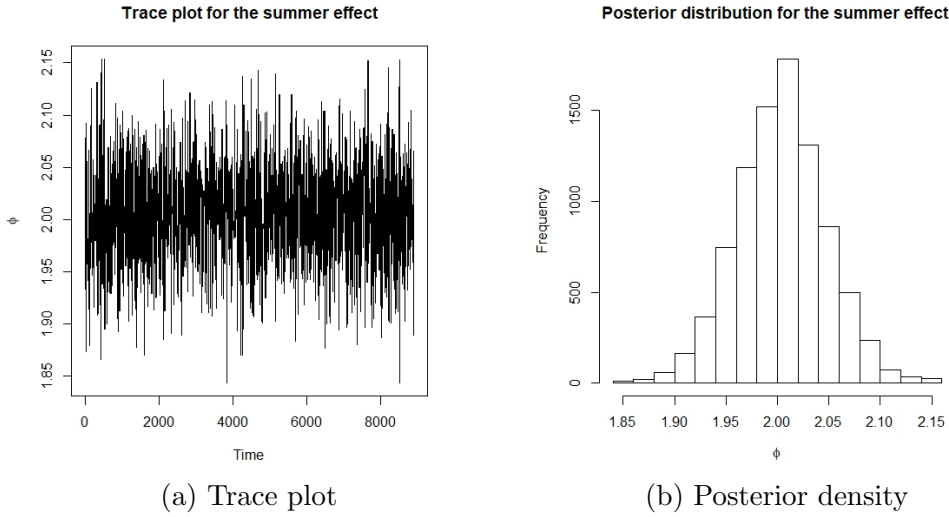 Trace plot for the summer effect
2.15
2.10
2.05
2.00
1.95
1.90
1.85
ϕ
0 2000 4000 6000 8000
Time
(a) Trace plot
Posterior distribution for the summer effect
1500
1000
500
0
Frequency
1.85 1.90 1.95 2.00 2.05 2.10 2.15
ϕ
(b) Posterior density